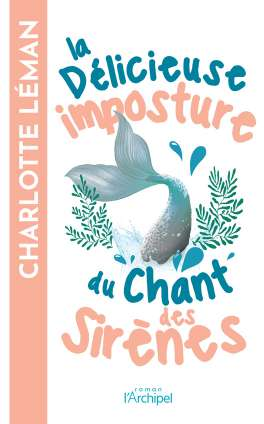 CHARLOTTE LÉMAN
la
Délicieuse
imposture
du Chant
des
Sirènes
roman
l'Archipel